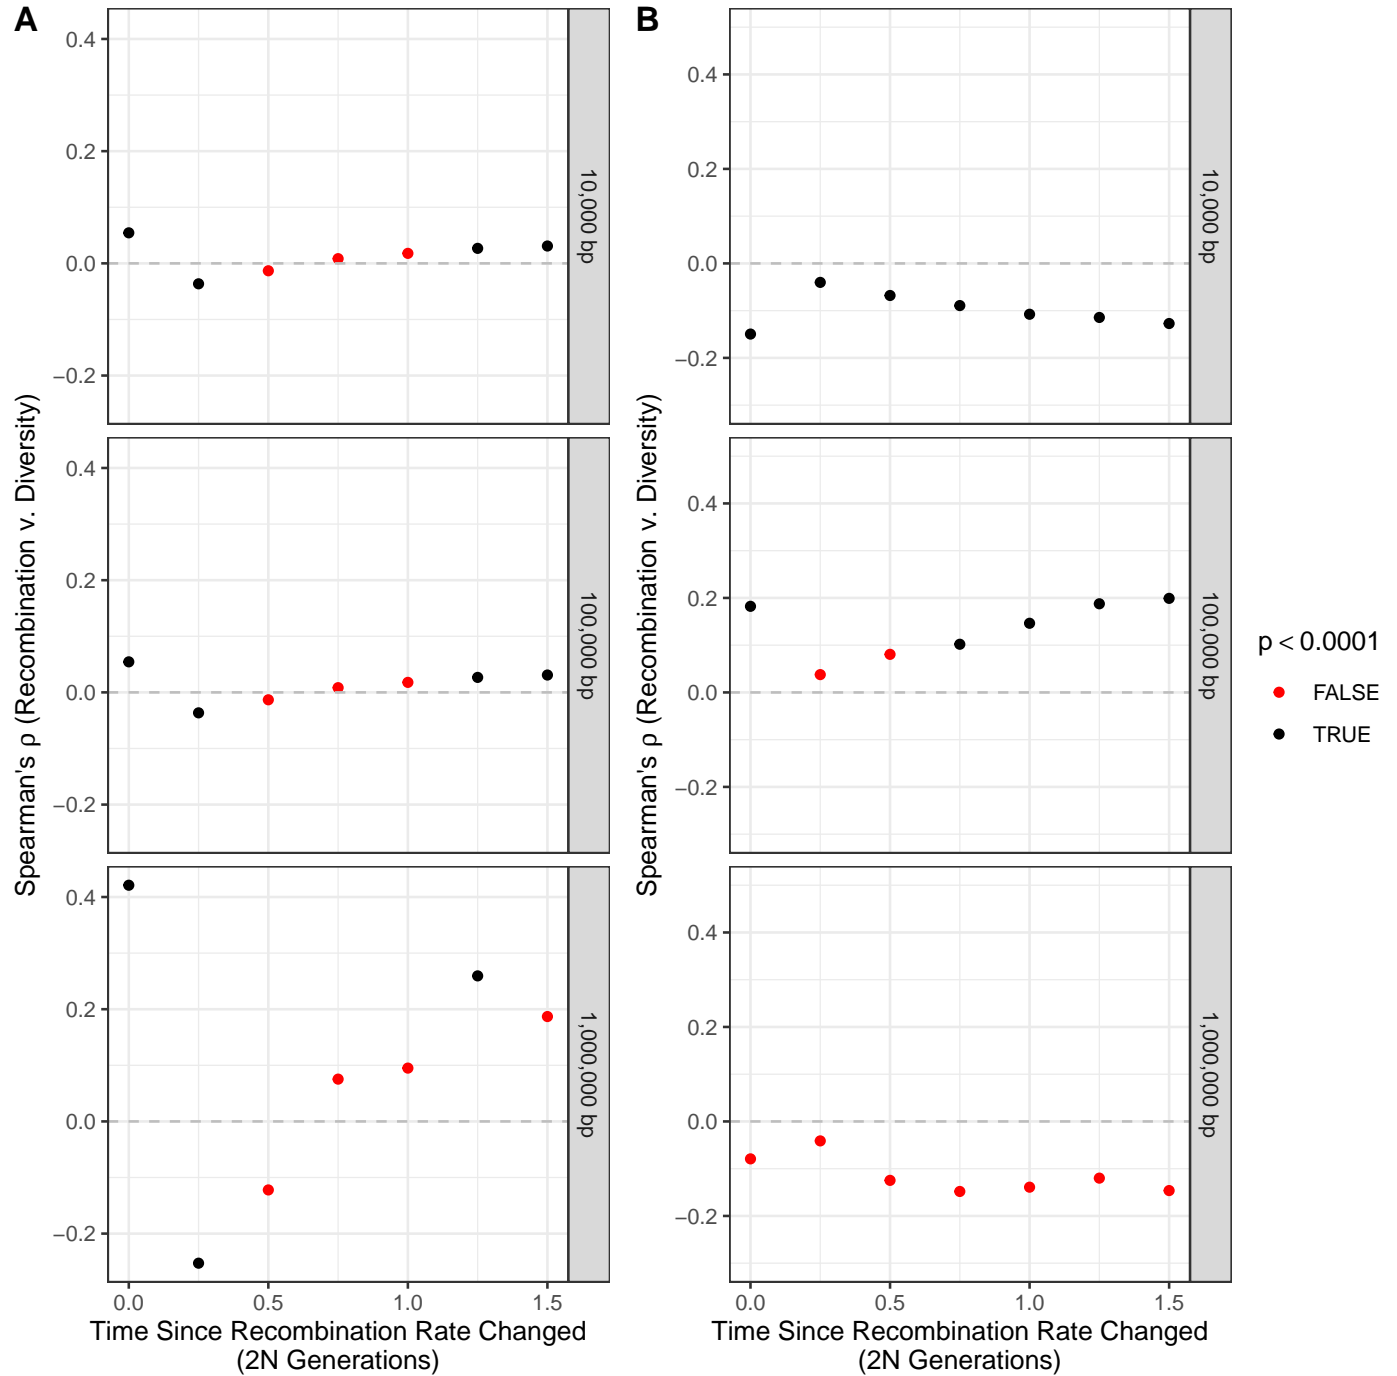 A
B
Spearman's ρ (Recombination v. Diversity)
0.4
0.2
0.0
−0.2
10,000 bp
0.4
0.2
0.0
−0.2
100,000 bp
0.4
0.2
0.0
−0.2
1,000,000 bp
0.0 0.5 1.0 1.5
Time Since Recombination Rate Changed
(2N Generations)
Spearman's ρ (Recombination v. Diversity)
0.4
0.2
0.0
−0.2
10,000 bp
0.4
0.2
0.0
−0.2
100,000 bp
0.4
0.2
0.0
−0.2
1,000,000 bp
0.0 0.5 1.0 1.5
Time Since Recombination Rate Changed
(2N Generations)
p < 0.0001
FALSE
TRUE